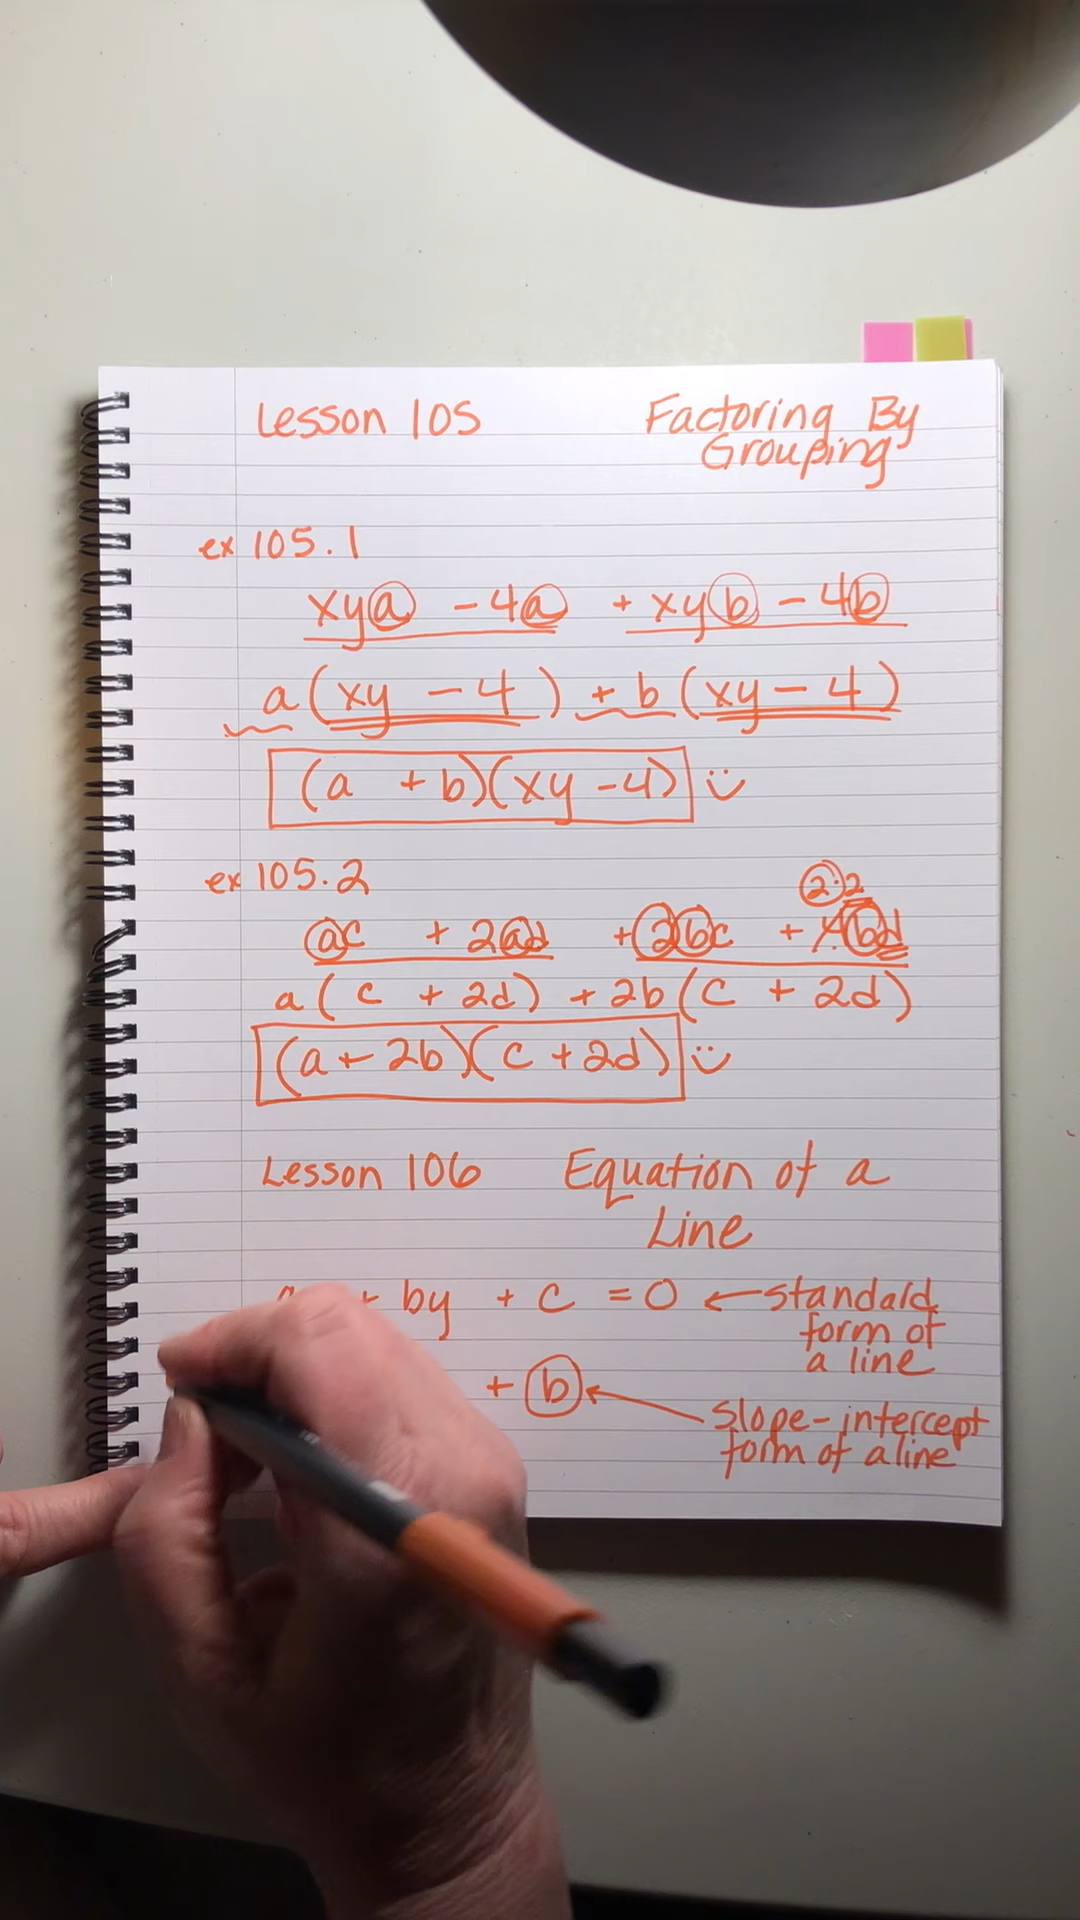 Lesson 105 Factoring By
Grouping
ex 105.1
xya - 4a + xyb - 4b
a(xy - 4) + b(xy - 4)
(a + b)(xy - 4)
ex 105.2
2·2
ac + 2ad + 2bc + 4bd
a(c + 2d) + 2b(c + 2d)
(a + 2b)(c + 2d)
Lesson 106 Equation of a
Line
+ by + c = 0 ← standard
form of
a line
+ b ← slope-intercept
form of a line